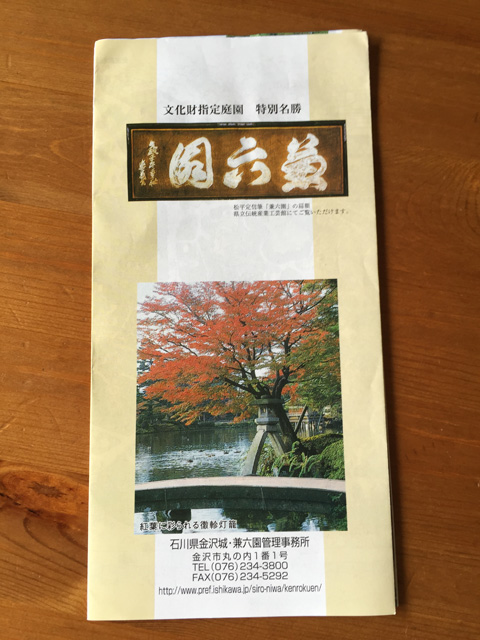 文化財指定庭園　特別名勝
兼六園
松平定信筆「兼六園」の扁額
県立伝統産業工芸館にてご覧いただけます。
紅葉に彩られる徽軫灯籠
石川県金沢城・兼六園管理事務所
金沢市丸の内1番1号
TEL(076)234-3800
FAX(076)234-5292
http://www.pref.ishikawa.jp/siro-niwa/kenrokuen/